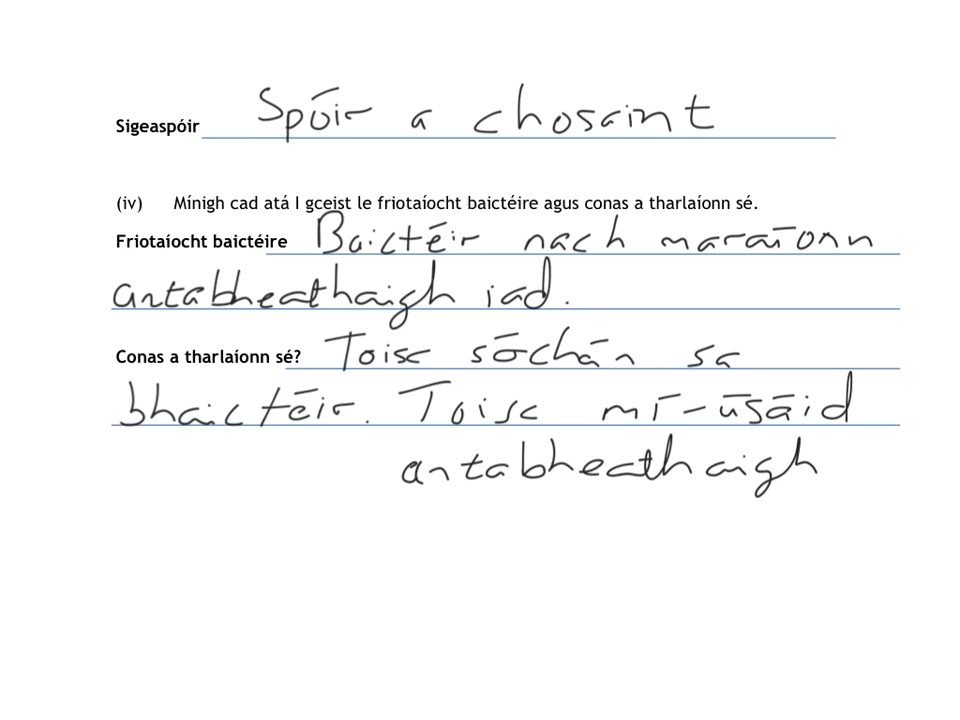 Sigeaspóir Spóir a chosaint
(iv) Mínigh cad atá I gceist le friotaíocht baictéire agus conas a tharlaíonn sé.
Friotaíocht baictéire Baictéir nach maraíonn
antabheathaigh iad.
Conas a tharlaíonn sé? Toisc sóchán sa
bhaictéir. Toisc mí-úsáid
antabheathaigh